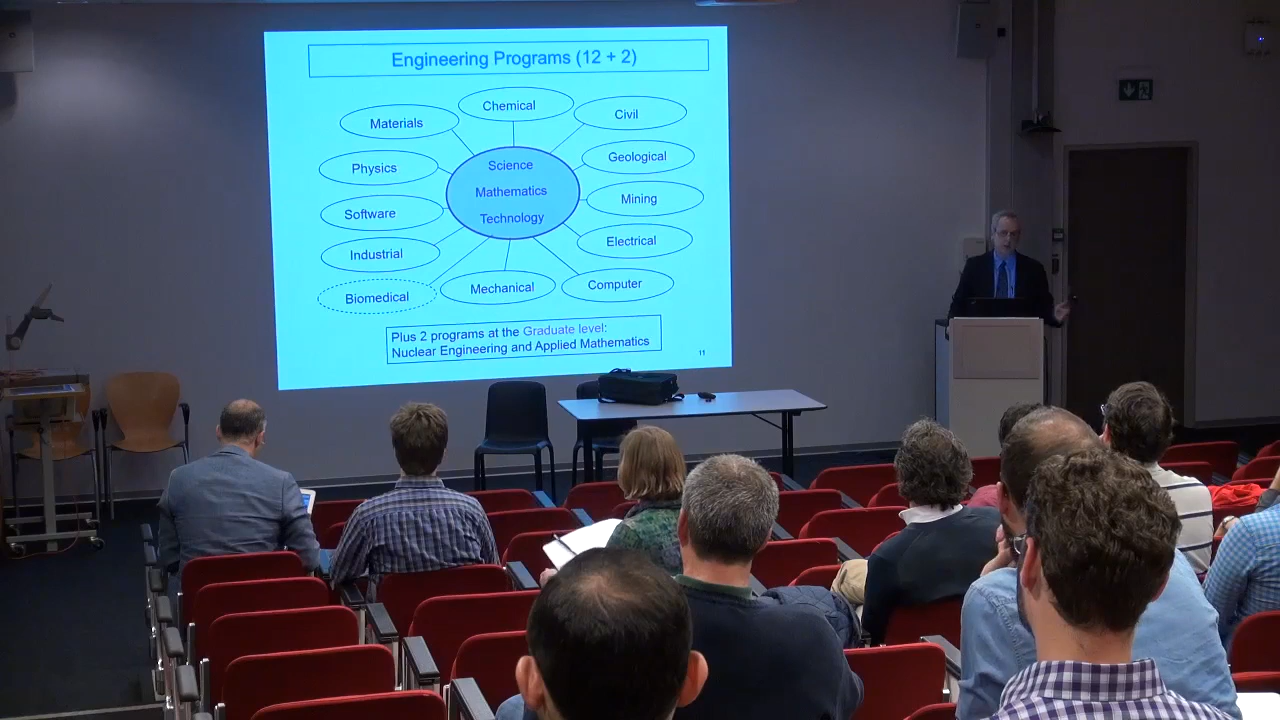 Engineering Programs (12 + 2)
Chemical
Materials
Civil
Physics
Geological
Science
Mathematics
Technology
Software
Mining
Industrial
Electrical
Biomedical
Mechanical
Computer
Plus 2 programs at the Graduate level:
Nuclear Engineering and Applied Mathematics
11